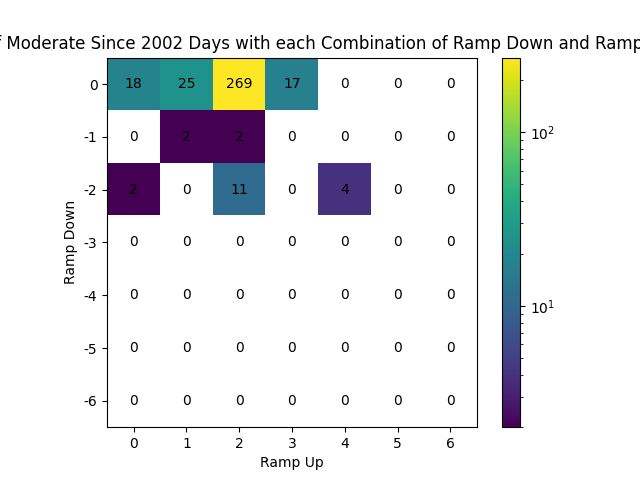 Moderate Since 2002 Days with each Combination of Ramp Down and Ramp
0 18 25 269 17 0 0 0
-1 0 2 2 0 0 0 0
-2 2 0 11 0 4 0 0
-3 0 0 0 0 0 0 0
-4 0 0 0 0 0 0 0
-5 0 0 0 0 0 0 0
-6 0 0 0 0 0 0 0
0 1 2 3 4 5 6
Ramp Up
Ramp Down
10²
10¹